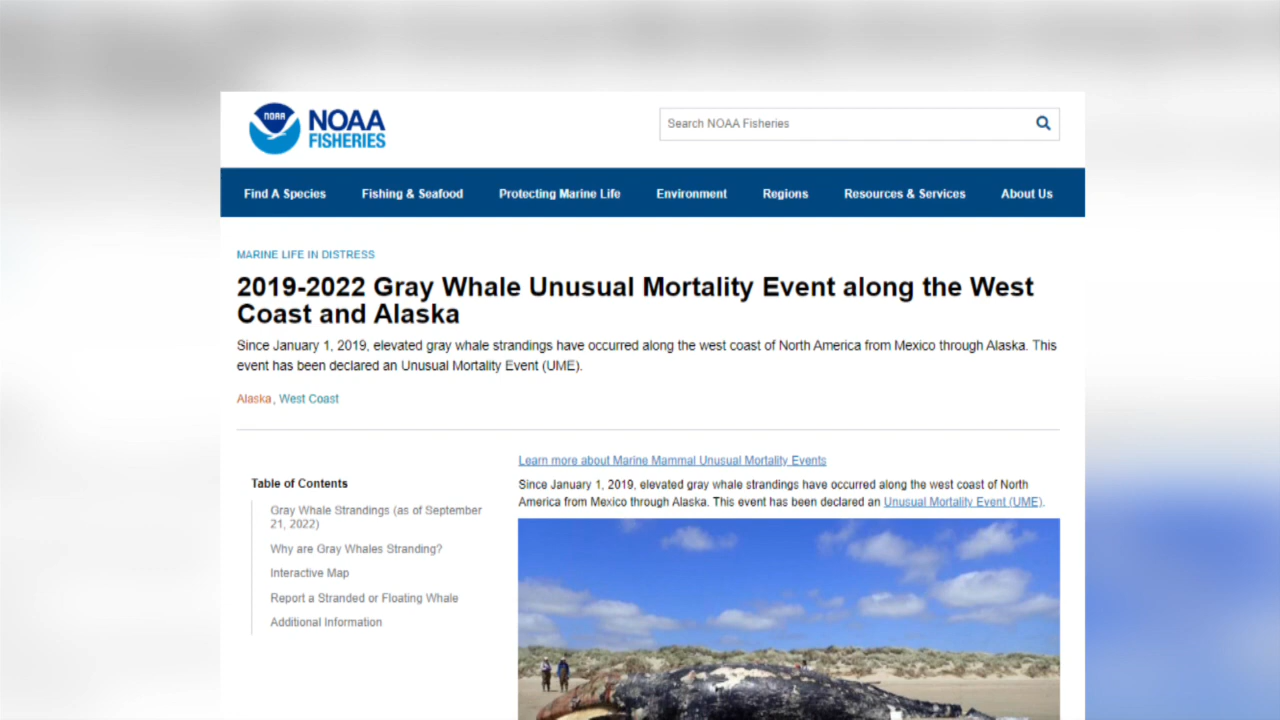 NOAA
NOAA
FISHERIES
Search NOAA Fisheries
Find A Species Fishing & Seafood Protecting Marine Life Environment Regions Resources & Services About Us
MARINE LIFE IN DISTRESS
2019-2022 Gray Whale Unusual Mortality Event along the West
Coast and Alaska
Since January 1, 2019, elevated gray whale strandings have occurred along the west coast of North America from Mexico through Alaska. This
event has been declared an Unusual Mortality Event (UME).
Alaska, West Coast
Table of Contents
Gray Whale Strandings (as of September
21, 2022)
Why are Gray Whales Stranding?
Interactive Map
Report a Stranded or Floating Whale
Additional Information
Learn more about Marine Mammal Unusual Mortality Events
Since January 1, 2019, elevated gray whale strandings have occurred along the west coast of North
America from Mexico through Alaska. This event has been declared an Unusual Mortality Event (UME).